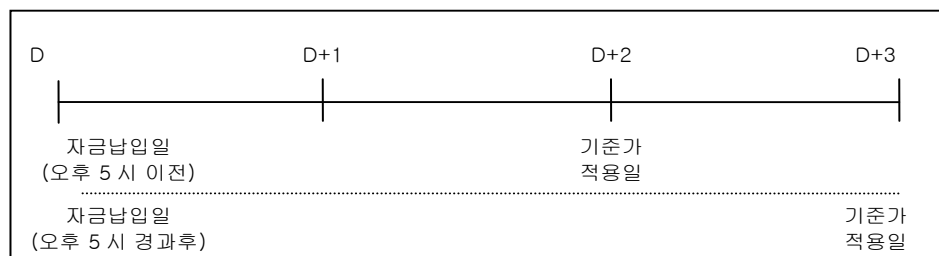 D D+1 D+2 D+3
자금납입일 기준가
(오후 5 시 이전) 적용일
자금납입일 기준가
(오후 5 시 경과후) 적용일